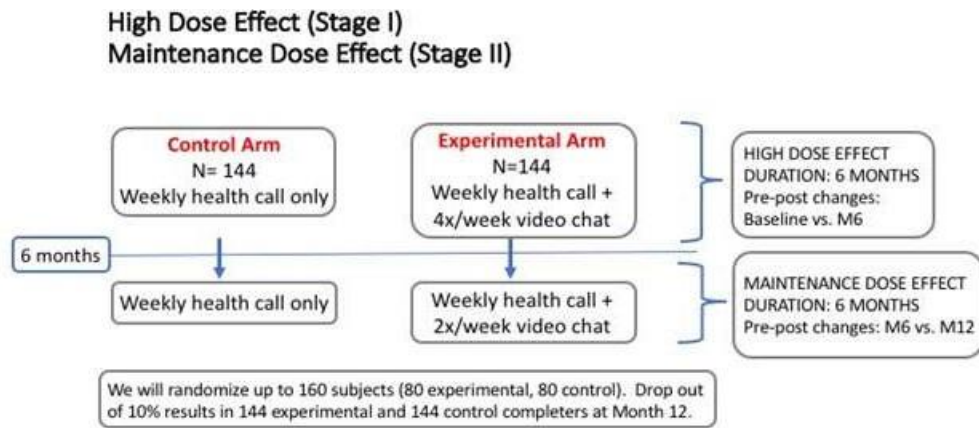 High Dose Effect (Stage I)
Maintenance Dose Effect (Stage II)
Control Arm
N= 144
Weekly health call only
Experimental Arm
N=144
Weekly health call +
4x/week video chat
HIGH DOSE EFFECT
DURATION: 6 MONTHS
Pre-post changes:
Baseline vs. M6
6 months
Weekly health call only
Weekly health call +
2x/week video chat
MAINTENANCE DOSE EFFECT
DURATION: 6 MONTHS
Pre-post changes: M6 vs. M12
We will randomize up to 160 subjects (80 experimental, 80 control). Drop out
of 10% results in 144 experimental and 144 control completers at Month 12.